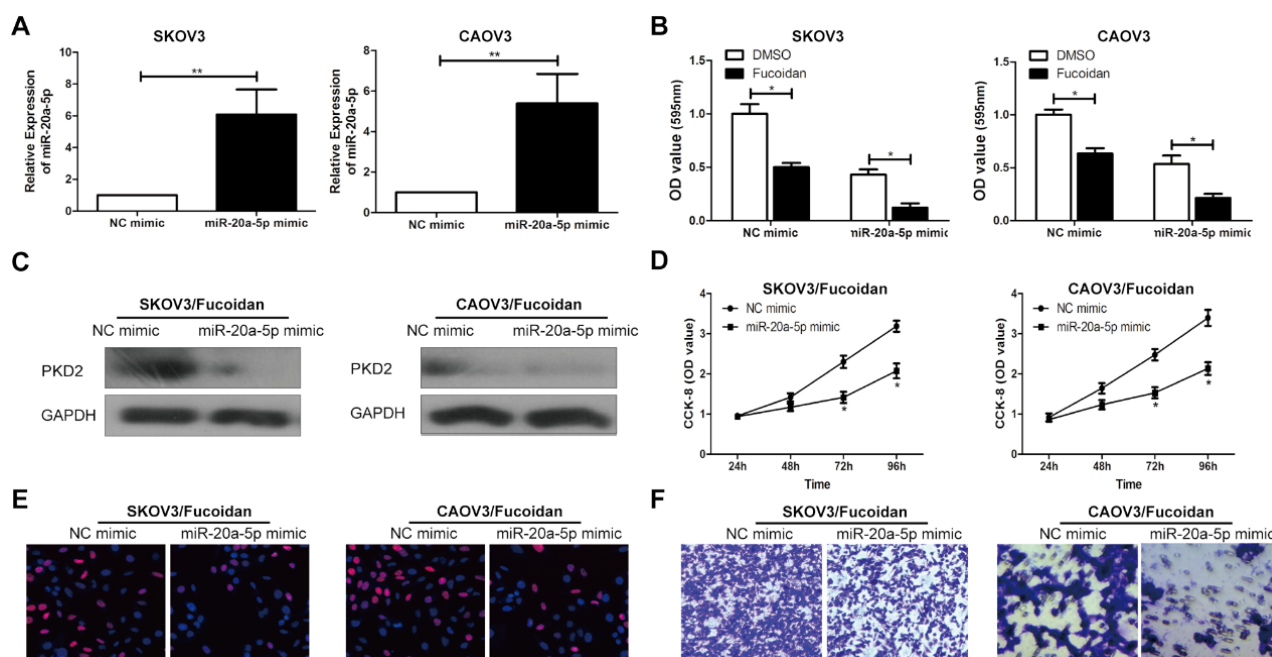 A
SKOV3
Relative Expression
of miR-20a-5p
10
8
6
4
2
0
**
NC mimic
miR-20a-5p mimic
CAOV3
Relative Expression
of miR-20a-5p
8
6
4
2
0
**
NC mimic
miR-20a-5p mimic
B
SKOV3
DMSO
Fucoidan
OD value (595nm)
1.5
1.0
0.5
0.0
*
*
NC mimic
miR-20a-5p mimic
CAOV3
DMSO
Fucoidan
OD value (595nm)
1.5
1.0
0.5
0.0
*
*
NC mimic
miR-20a-5p mimic
C
SKOV3/Fucoidan
NC mimic miR-20a-5p mimic
PKD2
GAPDH
CAOV3/Fucoidan
NC mimic miR-20a-5p mimic
PKD2
GAPDH
D
SKOV3/Fucoidan
NC mimic
miR-20a-5p mimic
CCK-8 (OD value)
4
3
2
1
0
*
*
24h 48h 72h 96h
Time
CAOV3/Fucoidan
NC mimic
miR-20a-5p mimic
CCK-8 (OD value)
4
3
2
1
0
*
*
24h 48h 72h 96h
Time
E
SKOV3/Fucoidan
NC mimic miR-20a-5p mimic
CAOV3/Fucoidan
NC mimic miR-20a-5p mimic
F
SKOV3/Fucoidan
NC mimic miR-20a-5p mimic
CAOV3/Fucoidan
NC mimic miR-20a-5p mimic